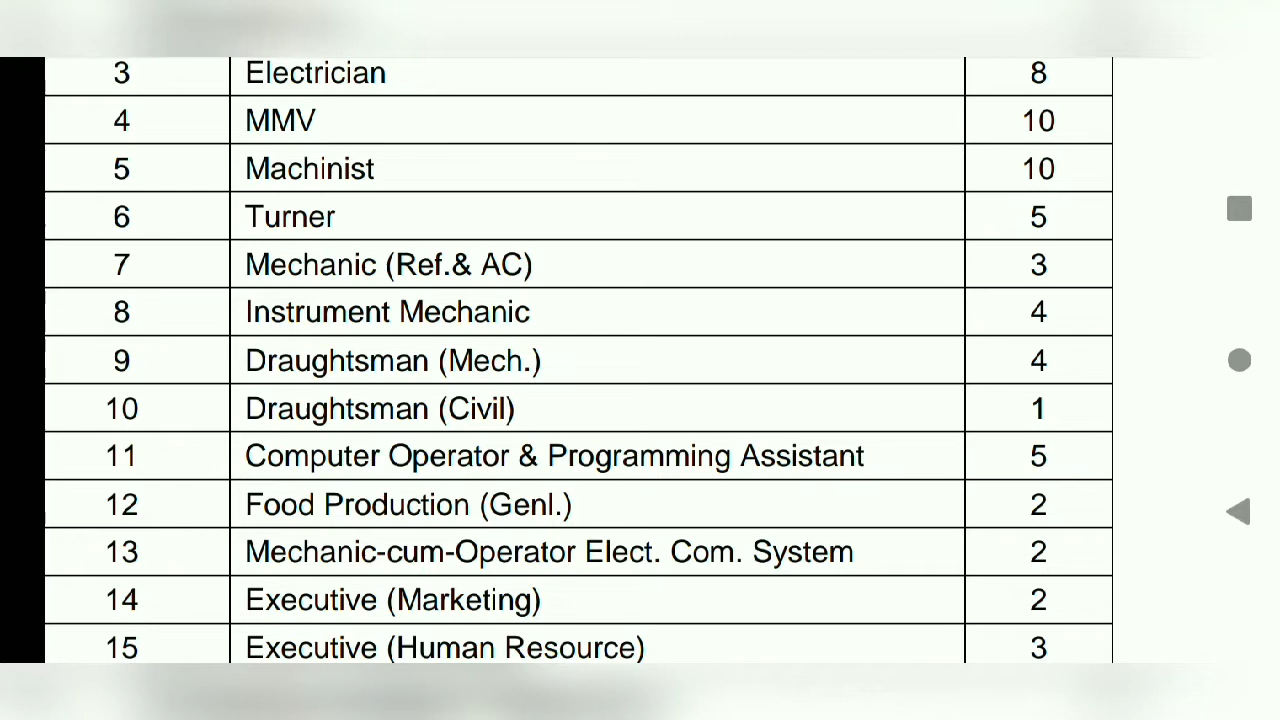 3 Electrician 8
4 MMV 10
5 Machinist 10
6 Turner 5
7 Mechanic (Ref.& AC) 3
8 Instrument Mechanic 4
9 Draughtsman (Mech.) 4
10 Draughtsman (Civil) 1
11 Computer Operator & Programming Assistant 5
12 Food Production (Genl.) 2
13 Mechanic-cum-Operator Elect. Com. System 2
14 Executive (Marketing) 2
15 Executive (Human Resource) 3